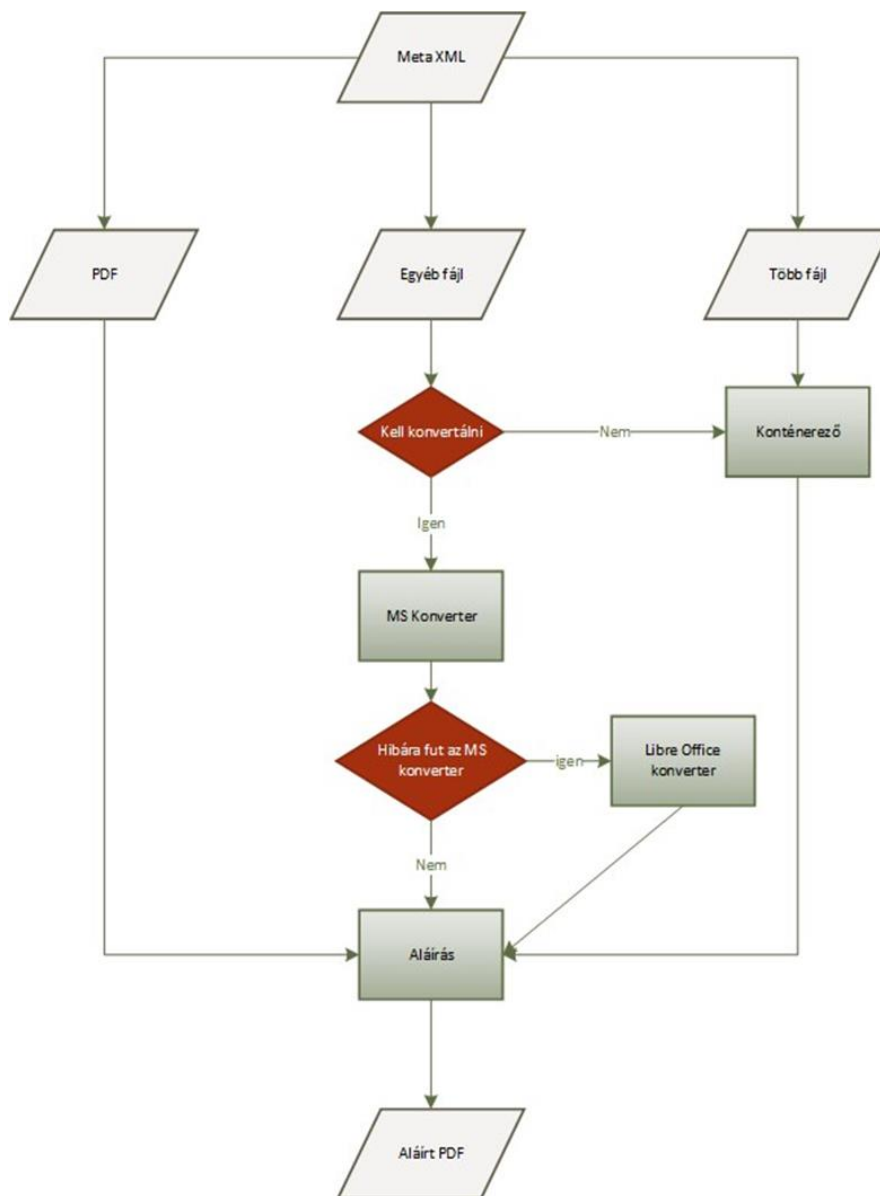 Meta XML
PDF
Egyéb fájl
Több fájl
Kell konvertálni
Nem
Konténerező
Igen
MS Konverter
Hibára fut az MS
konverter
igen
Libre Office
konverter
Nem
Aláírás
Aláírt PDF